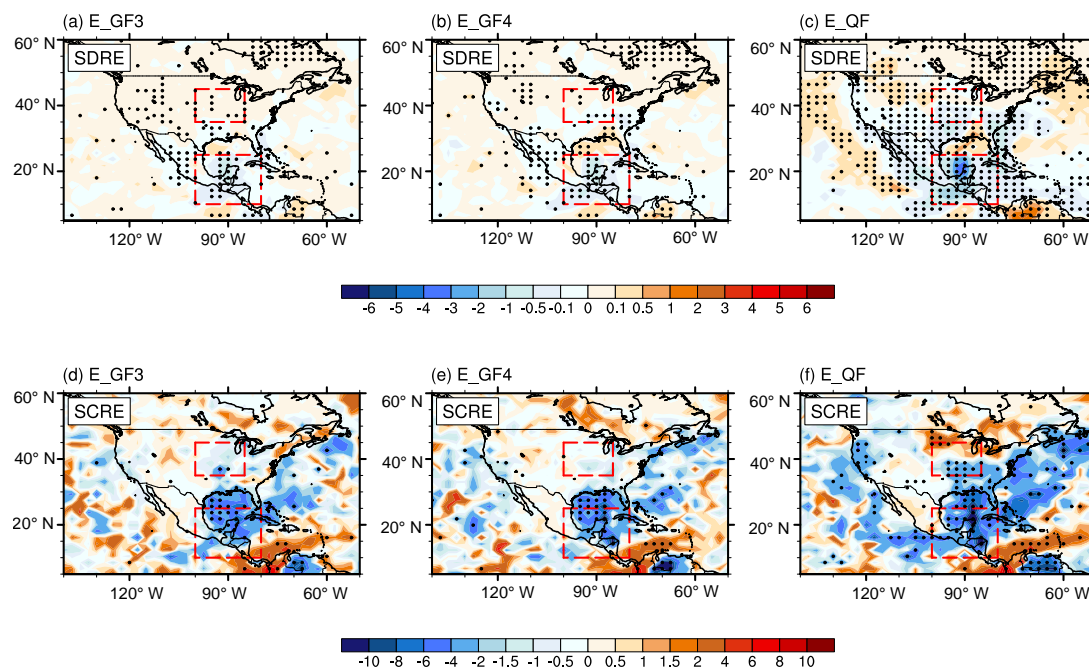 (a) E_GF3 (b) E_GF4 (c) E_QF
60° N 60° N 60° N
SDRE SDRE SDRE
40° N 40° N 40° N
20° N 20° N 20° N
120° W 90° W 60° W 120° W 90° W 60° W 120° W 90° W 60° W
-6 -5 -4 -3 -2 -1 -0.5 -0.1 0 0.1 0.5 1 2 3 4 5 6
(d) E_GF3 (e) E_GF4 (f) E_QF
60° N 60° N 60° N
SCRE SCRE SCRE
40° N 40° N 40° N
20° N 20° N 20° N
120° W 90° W 60° W 120° W 90° W 60° W 120° W 90° W 60° W
-10 -8 -6 -4 -2 -1.5 -1 -0.5 0 0.5 1 1.5 2 4 6 8 10